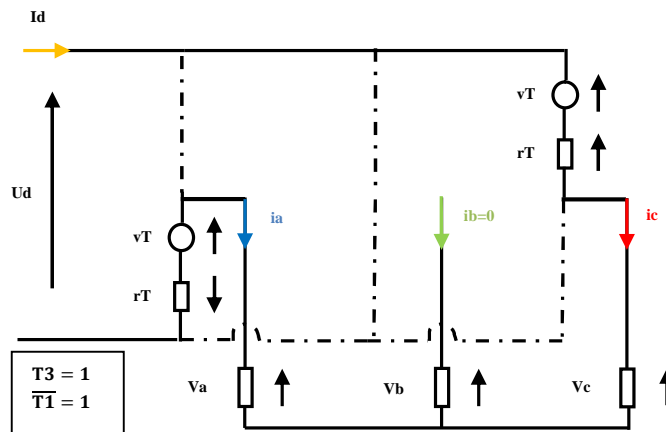 Id
vT
rT
Ud
ia
ib=0
ic
vT
rT
T3 = 1
T̅1̅ = 1
Va
Vb
Vc